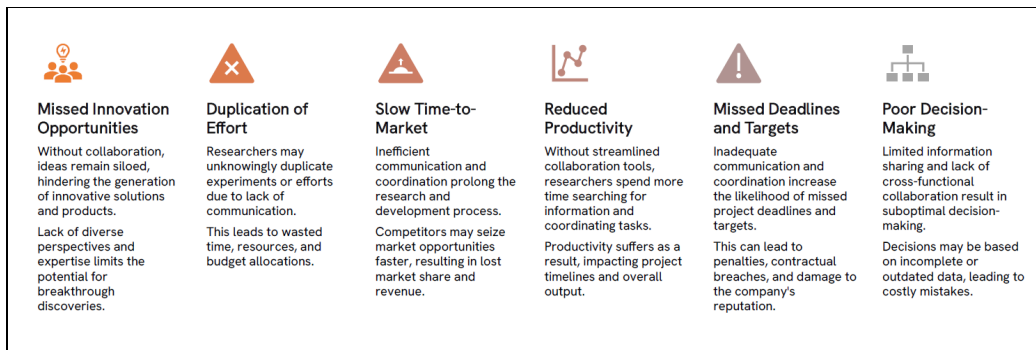 Missed Innovation
Opportunities
Without collaboration,
ideas remain siloed,
hindering the generation
of innovative solutions
and products.
Lack of diverse
perspectives and
expertise limits the
potential for
breakthrough
discoveries.
Duplication of
Effort
Researchers may
unknowingly duplicate
experiments or efforts
due to lack of
communication.
This leads to wasted
time, resources, and
budget allocations.
Slow Time-to-
Market
Inefficient
communication and
coordination prolong the
research and
development process.
Competitors may seize
market opportunities
faster, resulting in lost
market share and
revenue.
Reduced
Productivity
Without streamlined
collaboration tools,
researchers spend more
time searching for
information and
coordinating tasks.
Productivity suffers as a
result, impacting project
timelines and overall
output.
Missed Deadlines
and Targets
Inadequate
communication and
coordination increase
the likelihood of missed
project deadlines and
targets.
This can lead to
penalties, contractual
breaches, and damage to
the company's
reputation.
Poor Decision-
Making
Limited information
sharing and lack of
cross-functional
collaboration result in
suboptimal decision-
making.
Decisions may be based
on incomplete or
outdated data, leading to
costly mistakes.